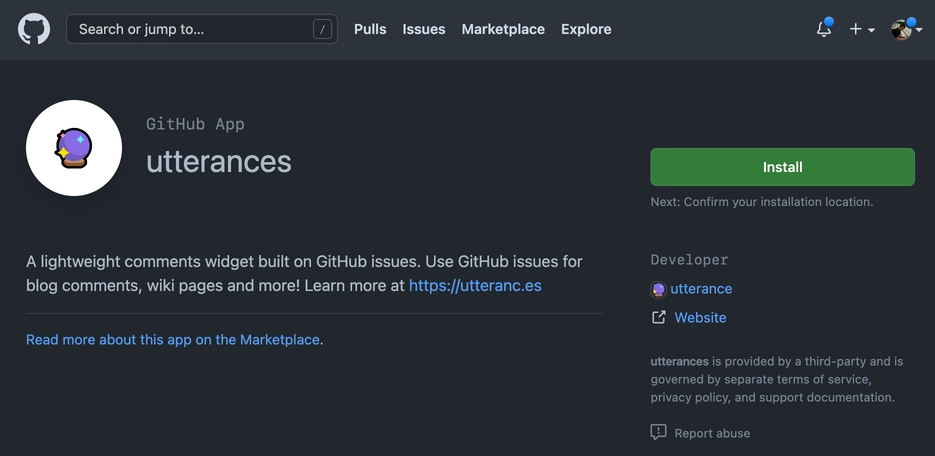 Search or jump to...
/
Pulls
Issues
Marketplace
Explore
GitHub App
utterances
Install
Next: Confirm your installation location.
A lightweight comments widget built on GitHub issues. Use GitHub issues for
blog comments, wiki pages and more! Learn more at https://utteranc.es
Read more about this app on the Marketplace.
Developer
utterance
Website
utterances is provided by a third-party and is
governed by separate terms of service,
privacy policy, and support documentation.
Report abuse